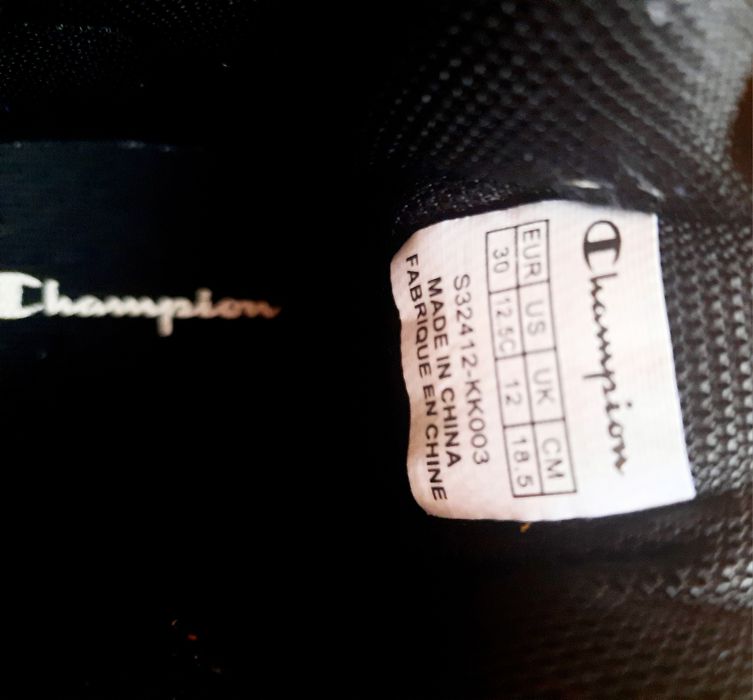 Champion
Champion
EUR US UK CM
30 12.5C 12 18.5
S32412-KK003
MADE IN CHINA
FABRIQUE EN CHINE